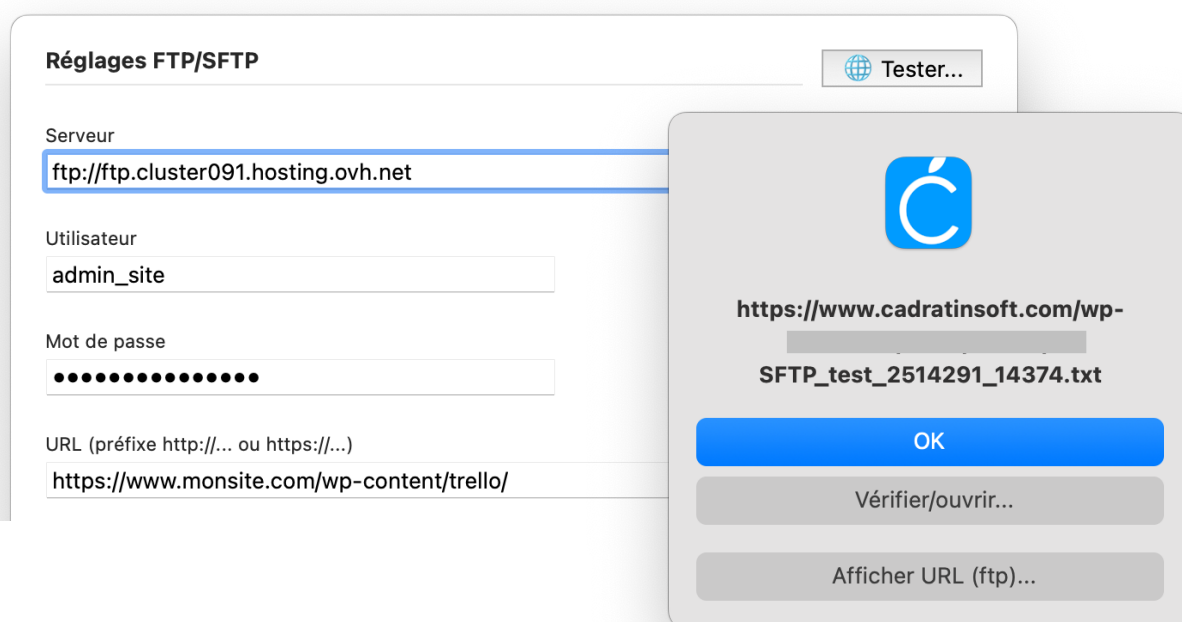 Réglages FTP/SFTP
Tester...
Serveur
ftp://ftp.cluster091.hosting.ovh.net
Utilisateur
admin_site
Mot de passe
●●●●●●●●●●●●●●●
URL (préfixe http://... ou https://...)
https://www.monsite.com/wp-content/trello/
https://www.cadratinsoft.com/wp-
SFTP_test_2514291_14374.txt
OK
Vérifier/ouvrir...
Afficher URL (ftp)...